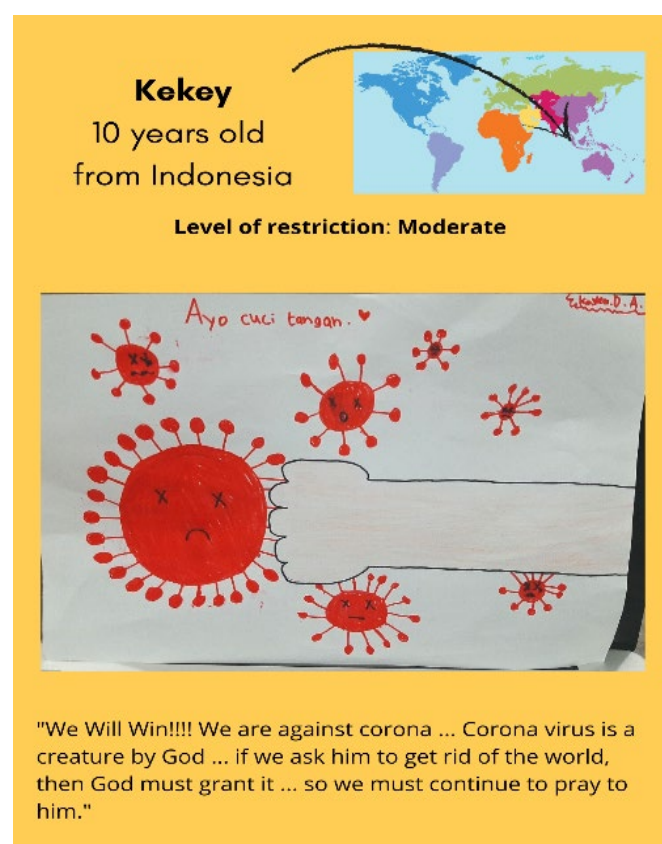 Kekey
10 years old
from Indonesia
Level of restriction: Moderate
Ayo cuci tangan.
"We Will Win!!!! We are against corona ... Corona virus is a
creature by God ... if we ask him to get rid of the world,
then God must grant it ... so we must continue to pray to
him."